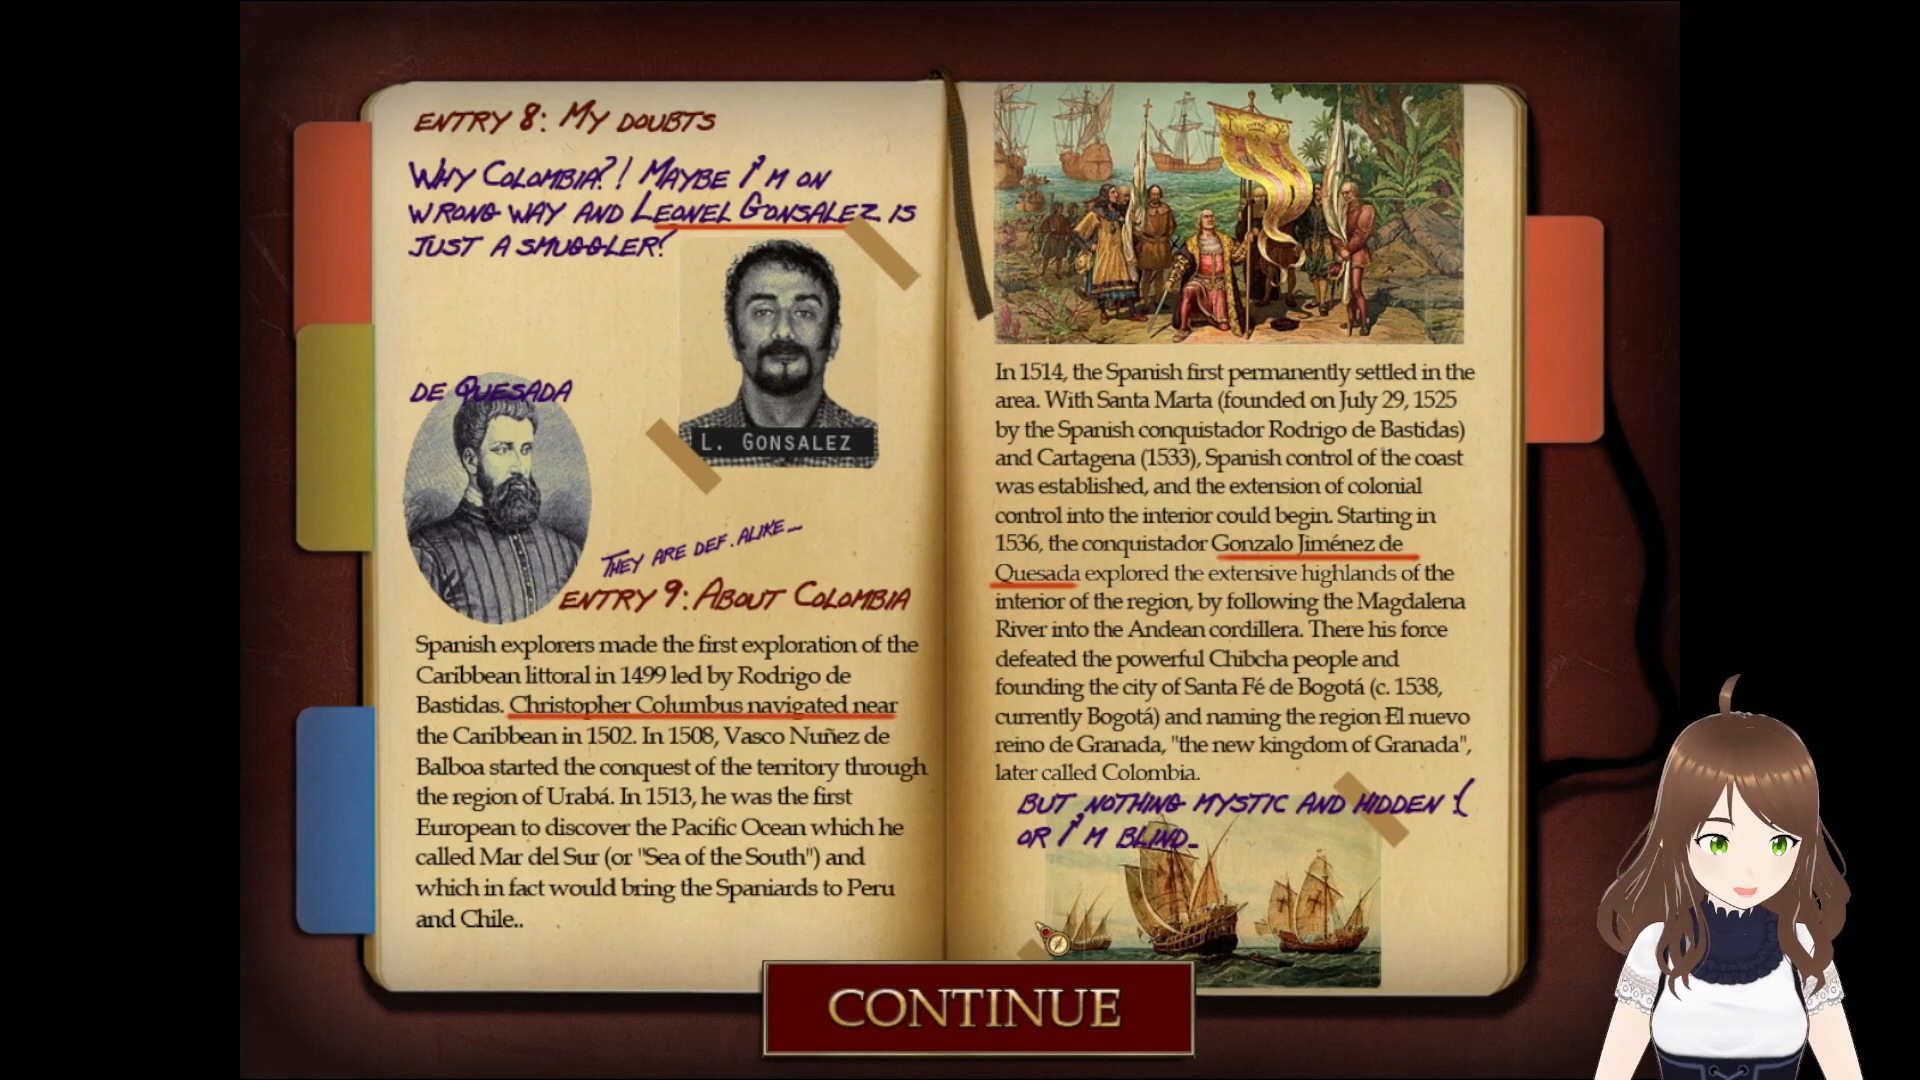 ENTRY 8: MY DOUBTS
WHY COLOMBIA?! MAYBE I'M ON
WRONG WAY AND LEONEL GONSALEZ IS
JUST A SMUGGLER?
L. GONSALEZ
DE QUESADA
THEY ARE DEF. ALIKE...
ENTRY 9: ABOUT COLOMBIA
Spanish explorers made the first exploration of the
Caribbean littoral in 1499 led by Rodrigo de
Bastidas. Christopher Columbus navigated near
the Caribbean in 1502. In 1508, Vasco Nuñez de
Balboa started the conquest of the territory through
the region of Urabá. In 1513, he was the first
European to discover the Pacific Ocean which he
called Mar del Sur (or "Sea of the South") and
which in fact would bring the Spaniards to Peru
and Chile..
In 1514, the Spanish first permanently settled in the
area. With Santa Marta (founded on July 29, 1525
by the Spanish conquistador Rodrigo de Bastidas)
and Cartagena (1533), Spanish control of the coast
was established, and the extension of colonial
control into the interior could begin. Starting in
1536, the conquistador Gonzalo Jiménez de
Quesada explored the extensive highlands of the
interior of the region, by following the Magdalena
River into the Andean cordillera. There his force
defeated the powerful Chibcha people and
founding the city of Santa Fé de Bogotá (c. 1538,
currently Bogotá) and naming the region El nuevo
reino de Granada, "the new kingdom of Granada",
later called Colombia.
BUT NOTHING MYSTIC AND HIDDEN :(
OR I'M BLIND...
CONTINUE